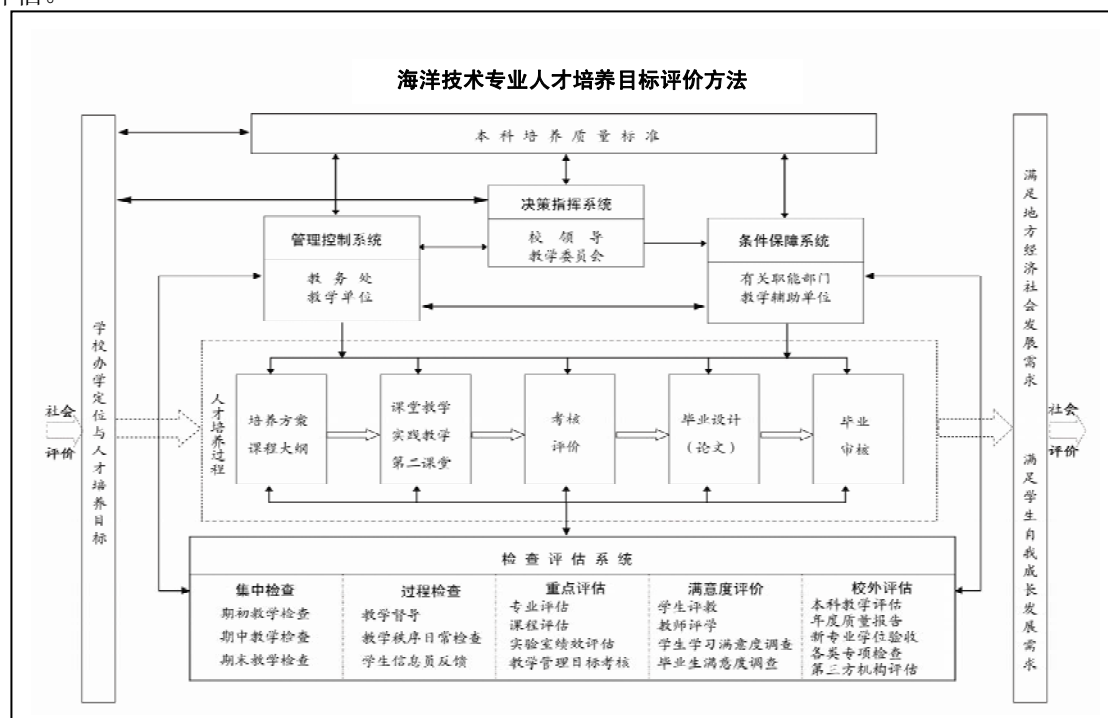 海洋技术专业人才培养目标评价方法
本科培养质量标准
决策指挥系统
校领导
教学委员会
管理控制系统
教务处
教学单位
条件保障系统
有关职能部门
教学辅助单位
社会
评价
学校办学定位与人才培养目标
人才培养过程
培养方案
课程大纲
课堂教学
实践教学
第二课堂
考核
评价
毕业设计
(论文)
毕业
审核
满足地方经济社会发展需求
满足学生自我成长发展需求
社会
评价
检查评估系统
集中检查
期初教学检查
期中教学检查
期末教学检查
过程检查
教学督导
教学秩序日常检查
学生信息员反馈
重点评估
专业评估
课程评估
实验室绩效评估
教学管理目标考核
满意度评价
学生评教
教师评学
学生学习满意度调查
毕业生满意度调查
校外评估
本科教学评估
年度质量报告
新专业学位验收
各类专项检查
第三方机构评估